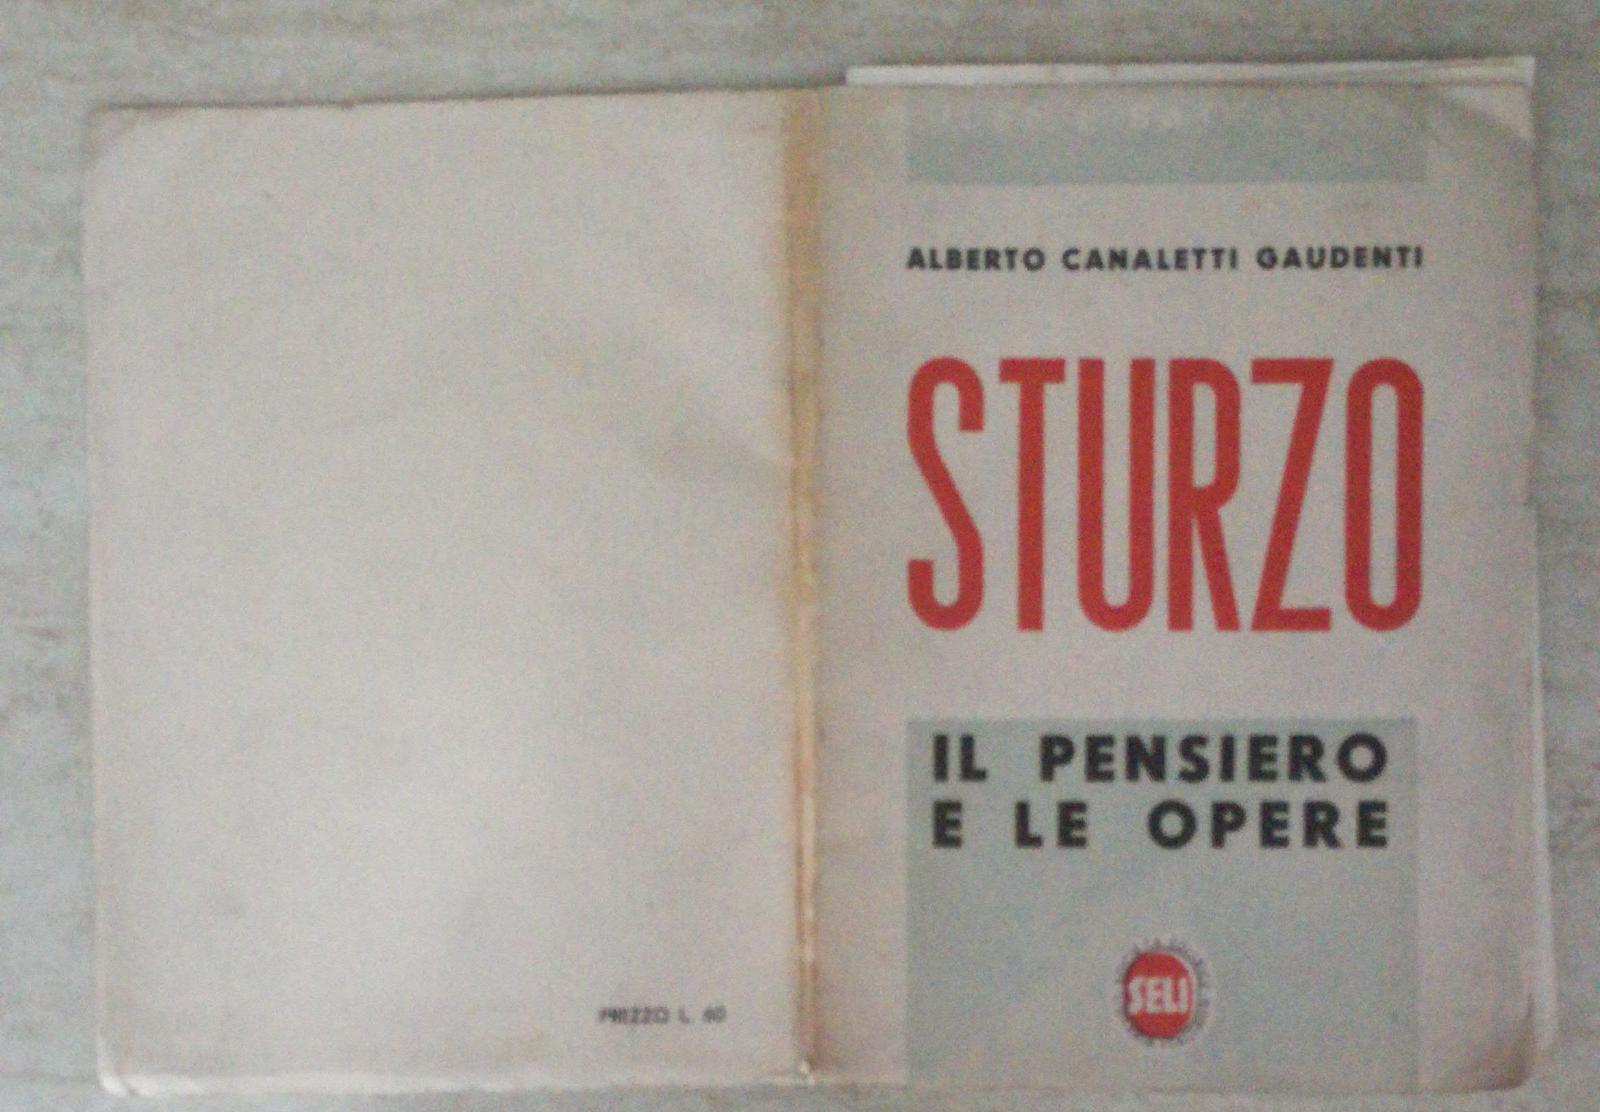 ALBERTO CANALETTI GAUDENTI
STURZO
IL PENSIERO
E LE OPERE
SELI
PREZZO L. 60